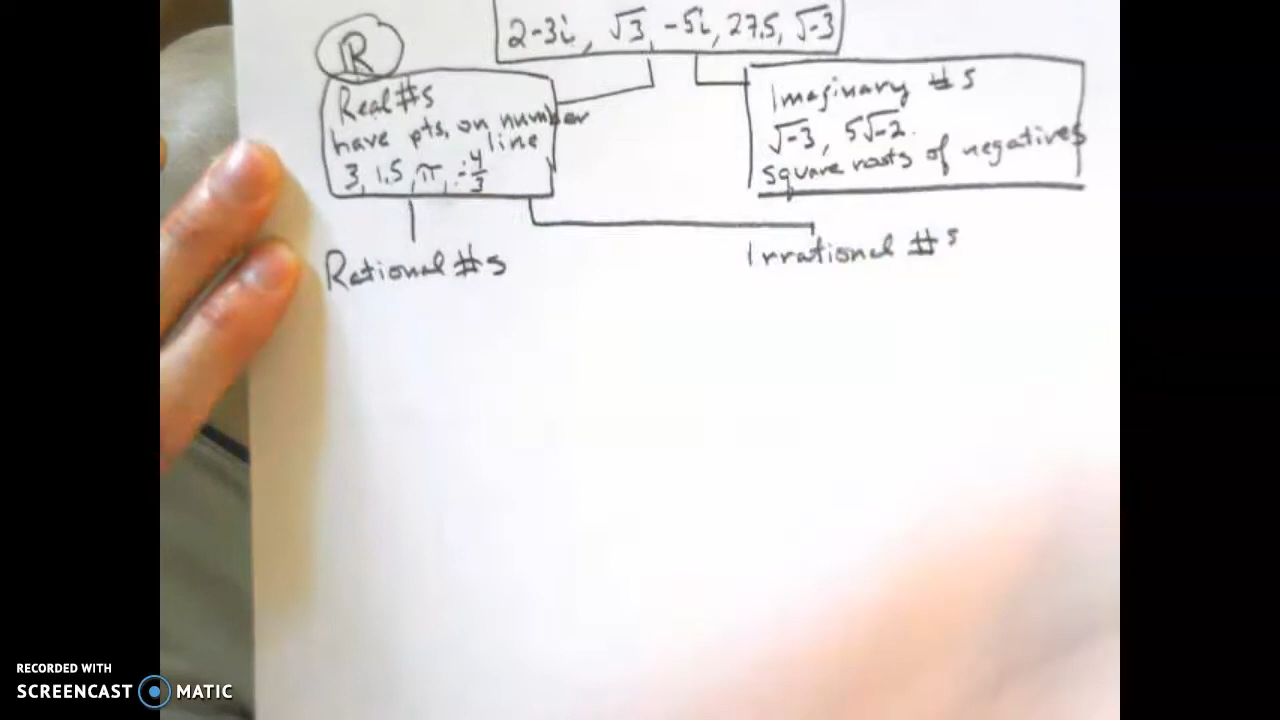 2-3i, √3, -5i, 27.5, √-3
R
Real #s
have pts. on number
line
3, 1.5, π, -4/3
Imaginary #s
√-3, 5√-2.
square roots of negatives
Rational #s
Irrational #s
RECORDED WITH
SCREENCAST MATIC